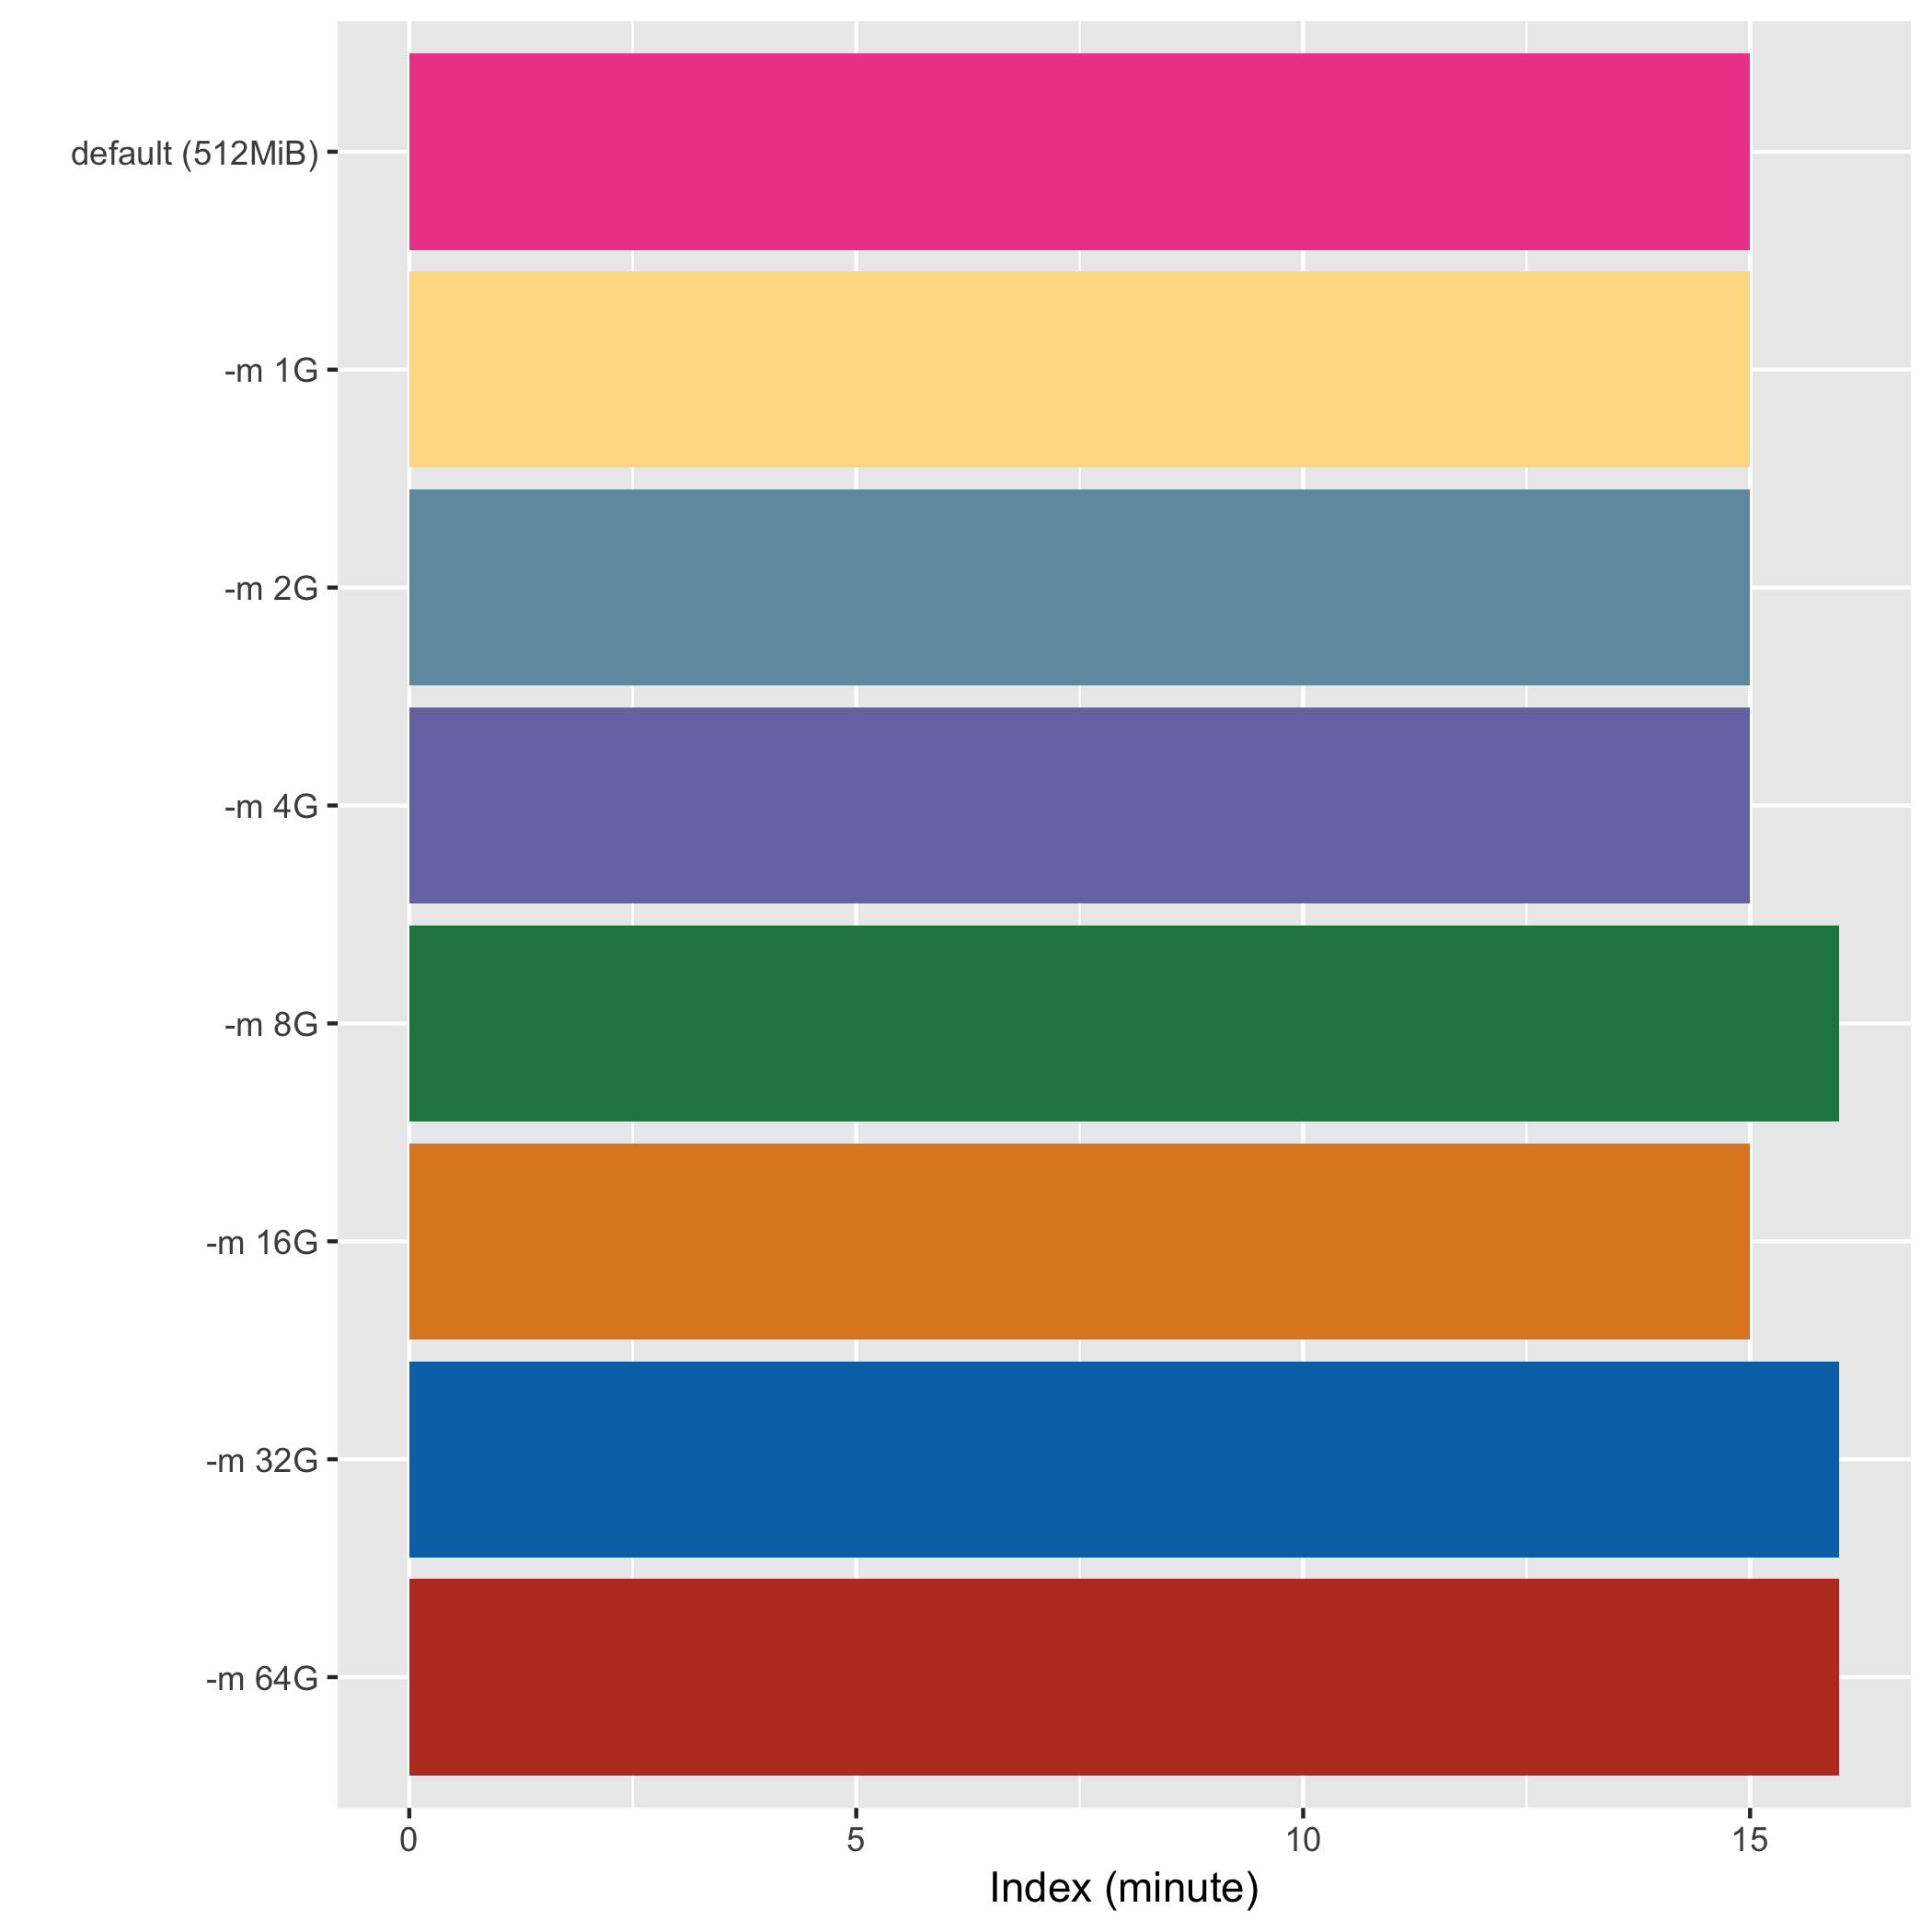 default (512MiB)
-m 1G
-m 2G
-m 4G
-m 8G
-m 16G
-m 32G
-m 64G
0 5 10 15
Index (minute)